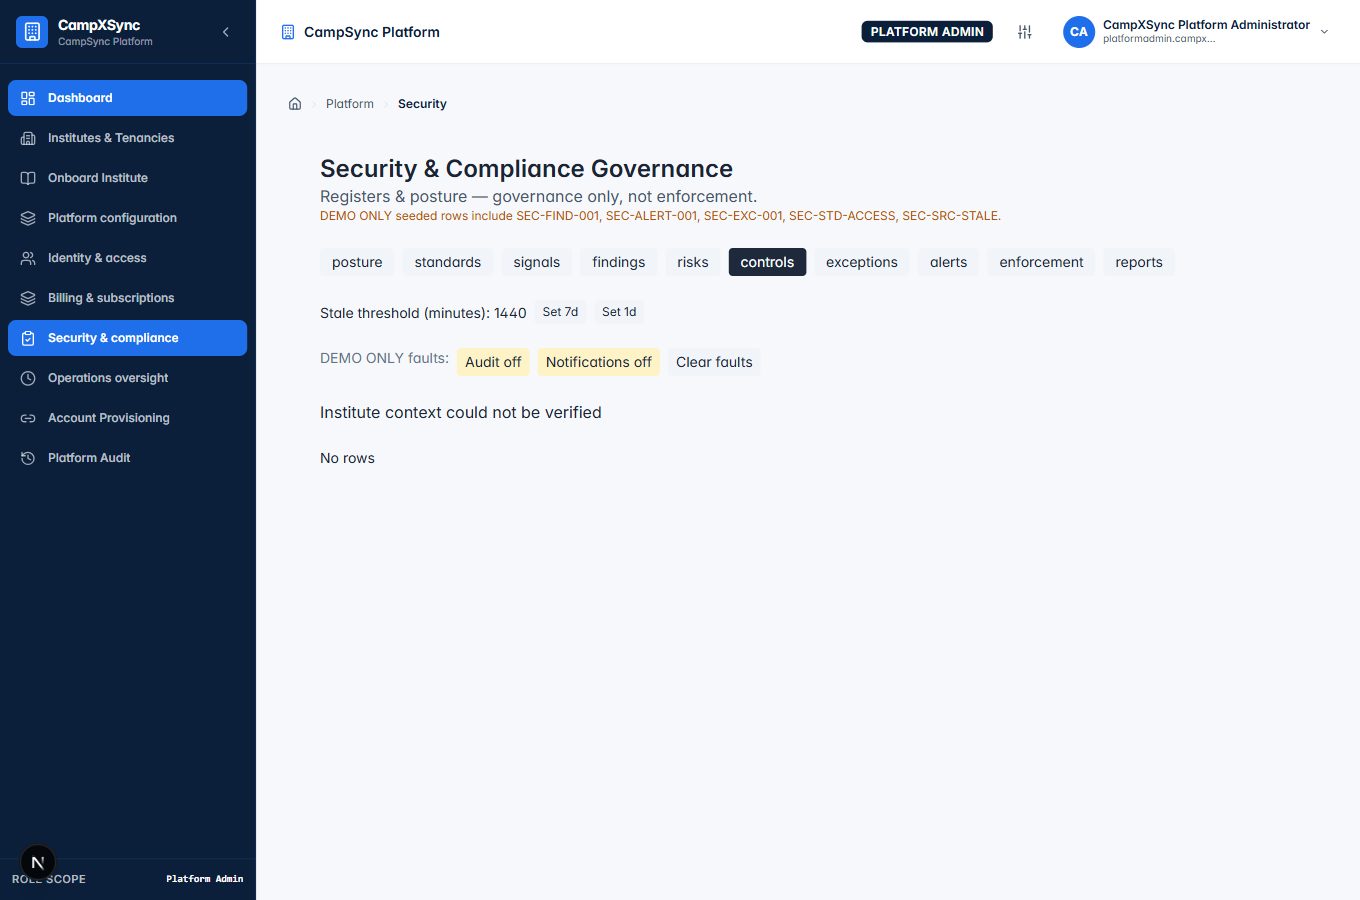 CampXSync
CampSync Platform
Dashboard
Institutes & Tenancies
Onboard Institute
Platform configuration
Identity & access
Billing & subscriptions
Security & compliance
Operations oversight
Account Provisioning
Platform Audit
N
SCOPE
Platform Admin
CampSync Platform
PLATFORM ADMIN
CA
CampXSync Platform Administrator
platformadmin.campx...
Platform
Security
Security & Compliance Governance
Registers & posture — governance only, not enforcement.
DEMO ONLY seeded rows include SEC-FIND-001, SEC-ALERT-001, SEC-EXC-001, SEC-STD-ACCESS, SEC-SRC-STALE.
posture standards signals findings risks controls exceptions alerts enforcement reports
Stale threshold (minutes): 1440 Set 7d Set 1d
DEMO ONLY faults: Audit off Notifications off Clear faults
Institute context could not be verified
No rows